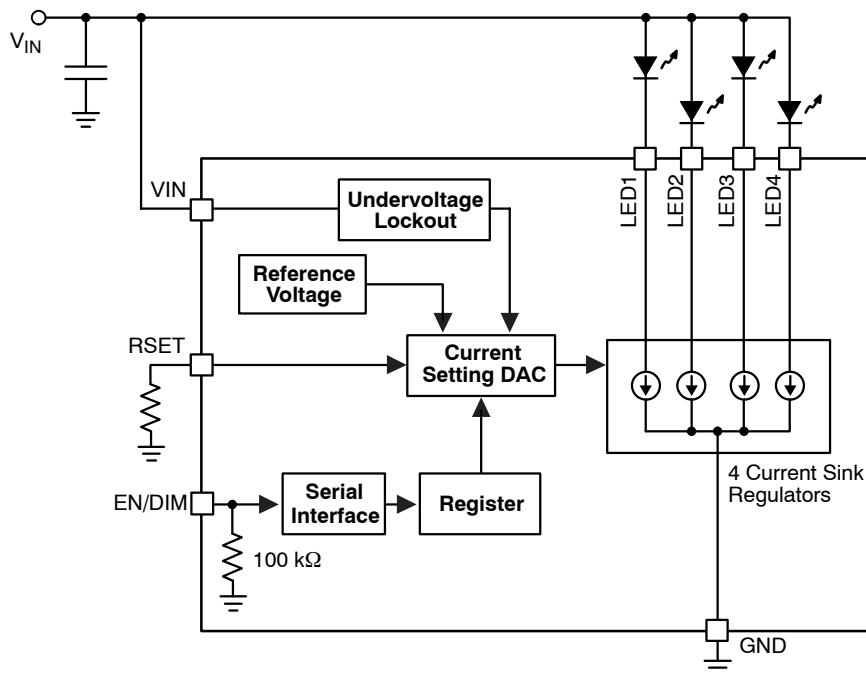 VIN
VIN
Undervoltage
Lockout
LED1
LED2
LED3
LED4
Reference
Voltage
RSET
Current
Setting DAC
4 Current Sink
Regulators
EN/DIM
Serial
Interface
Register
100 kΩ
GND